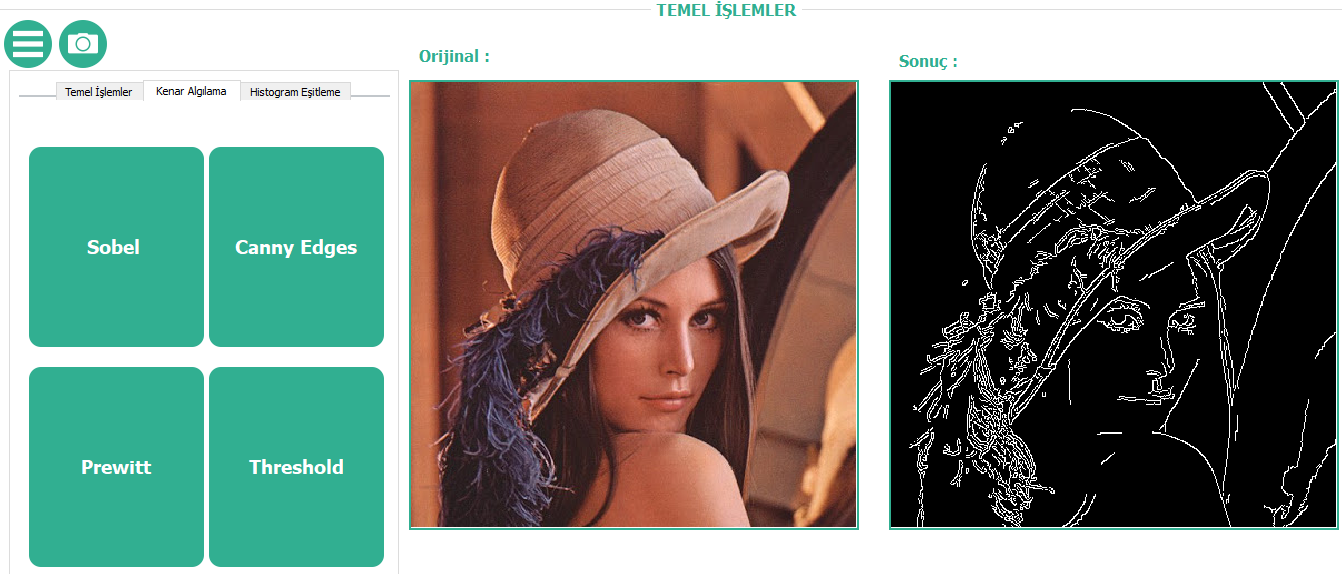 TEMEL İŞLEMLER
Orijinal :
Sonuç :
Temel İşlemler
Kenar Algılama
Histogram Eşitleme
Sobel
Canny Edges
Prewitt
Threshold